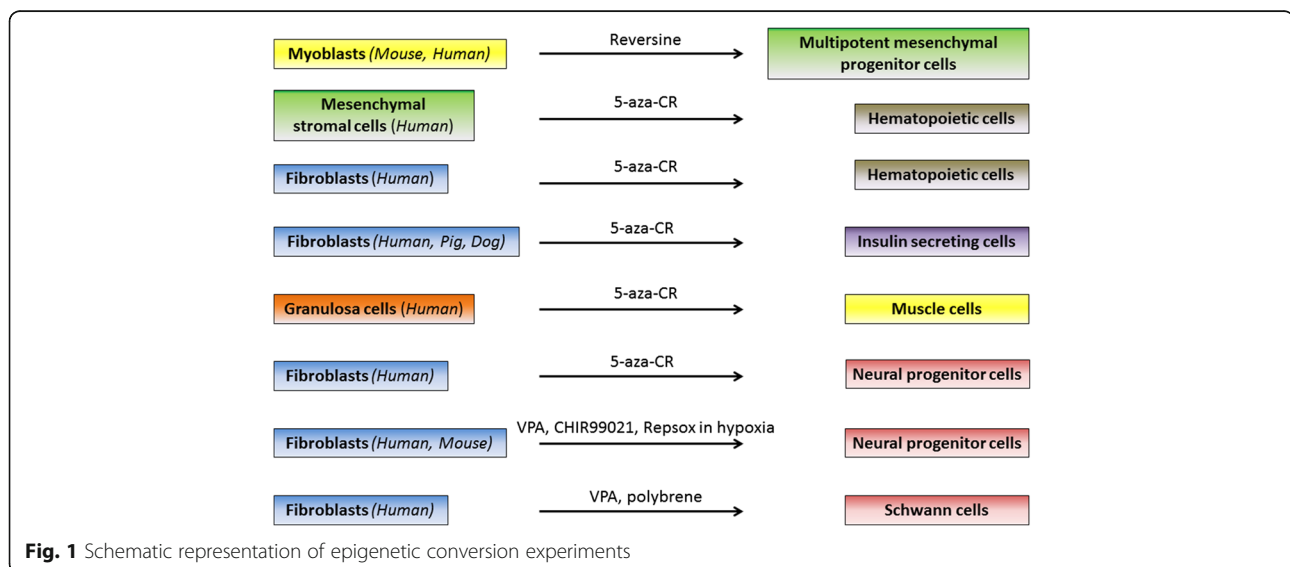 Myoblasts (Mouse, Human)
Reversine
Multipotent mesenchymal
progenitor cells
Mesenchymal
stromal cells (Human)
5-aza-CR
Hematopoietic cells
Fibroblasts (Human)
5-aza-CR
Hematopoietic cells
Fibroblasts (Human, Pig, Dog)
5-aza-CR
Insulin secreting cells
Granulosa cells (Human)
5-aza-CR
Muscle cells
Fibroblasts (Human)
5-aza-CR
Neural progenitor cells
Fibroblasts (Human, Mouse)
VPA, CHIR99021, Repsox in hypoxia
Neural progenitor cells
Fibroblasts (Human)
VPA, polybrene
Schwann cells
Fig. 1 Schematic representation of epigenetic conversion experiments